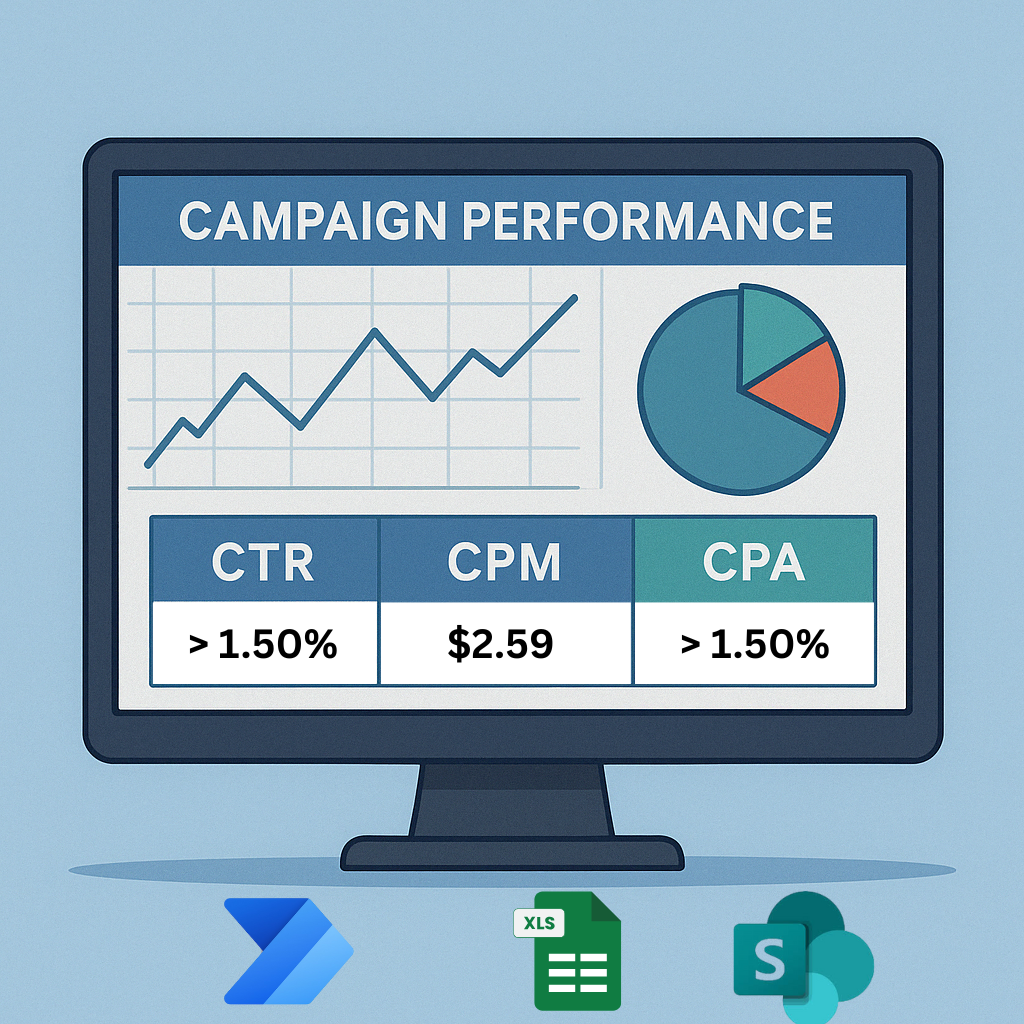 CAMPAIGN PERFORMANCE
CTR CPM CPA
> 1.50% $2.59 > 1.50%
XLS
S